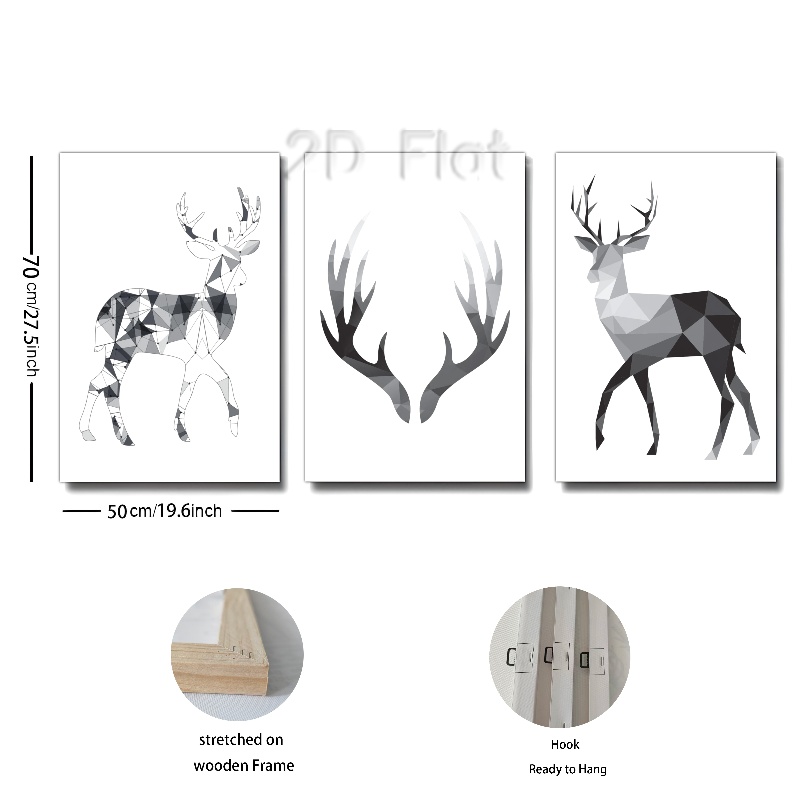 2D Flat
70 cm/27.5inch
50cm/19.6inch
stretched on
wooden Frame
Hook
Ready to Hang